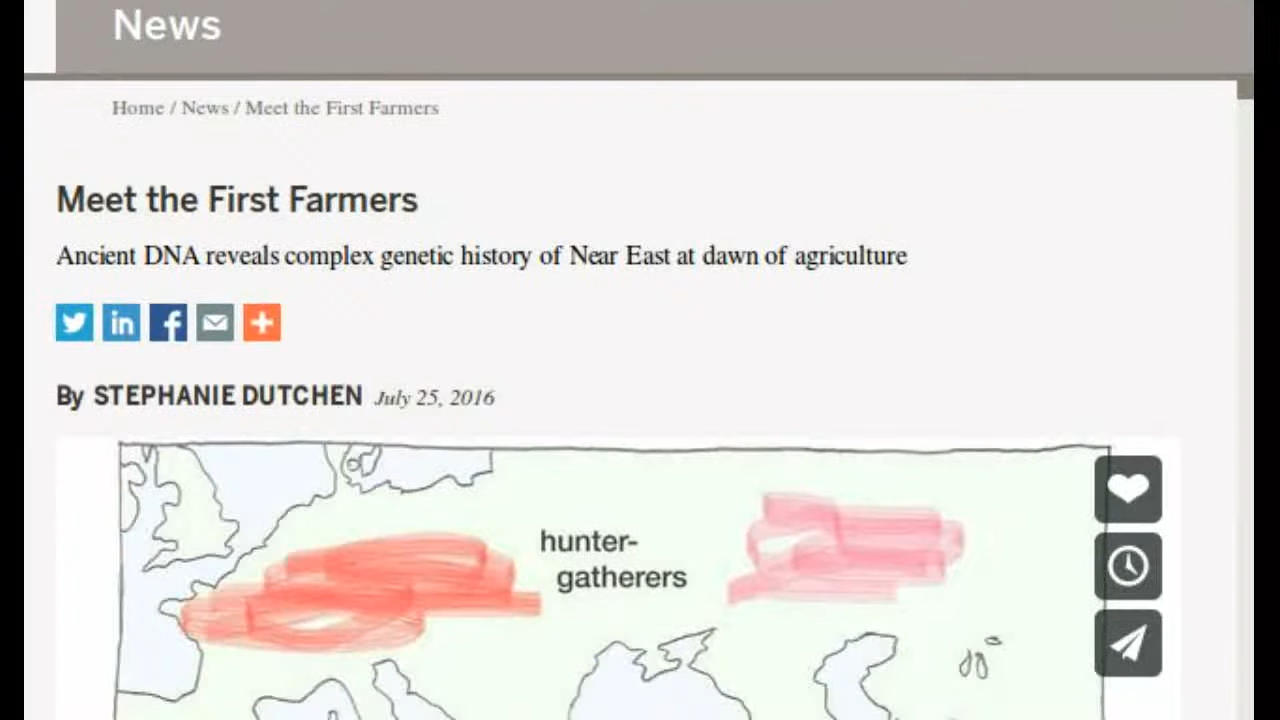 News
Home / News / Meet the First Farmers
Meet the First Farmers
Ancient DNA reveals complex genetic history of Near East at dawn of agriculture
in f
By STEPHANIE DUTCHEN July 25, 2016
hunter-
gatherers